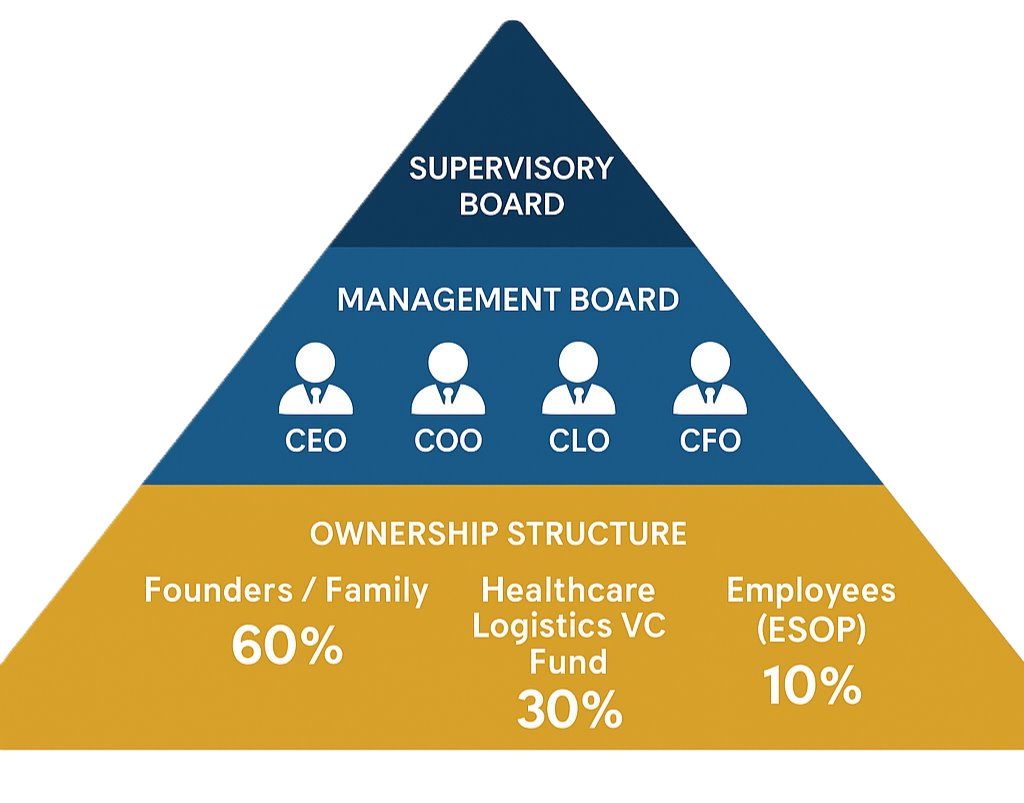 SUPERVISORY
BOARD
MANAGEMENT BOARD
CEO
COO
CLO
CFO
OWNERSHIP STRUCTURE
Founders / Family
60%
Healthcare
Logistics VC
Fund
30%
Employees
(ESOP)
10%